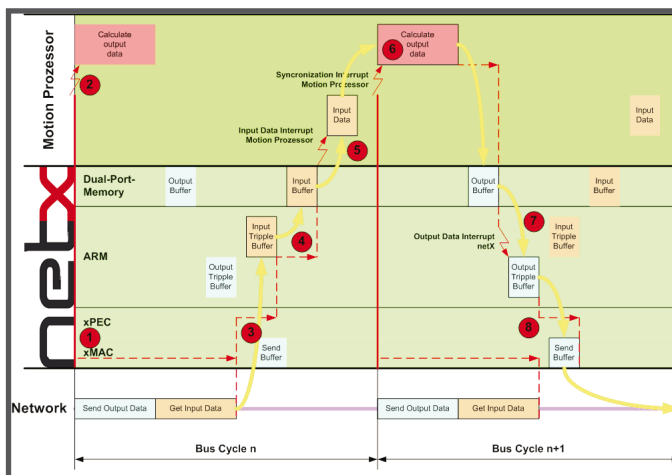 Motion Prozessor
Calculate
output
data
2
6
Calculate
output
data
Syncronization Interrupt
Motion Processor
Input
Data
Input Data Interrupt
Motion Prozessor
5
Input
Data
netX
Dual-Port-
Memory
Output
Buffer
Input
Buffer
Output
Buffer
Input
Buffer
ARM
Input
Tripple
Buffer
4
Output
Tripple
Buffer
7
Output Data Interrupt
netX
Input
Tripple
Buffer
Output
Tripple
Buffer
xPEC
1
xMAC
3
Send
Buffer
8
Send
Buffer
Network
Send Output Data
Get Input Data
Send Output Data
Get Input Data
Bus Cycle n
Bus Cycle n+1